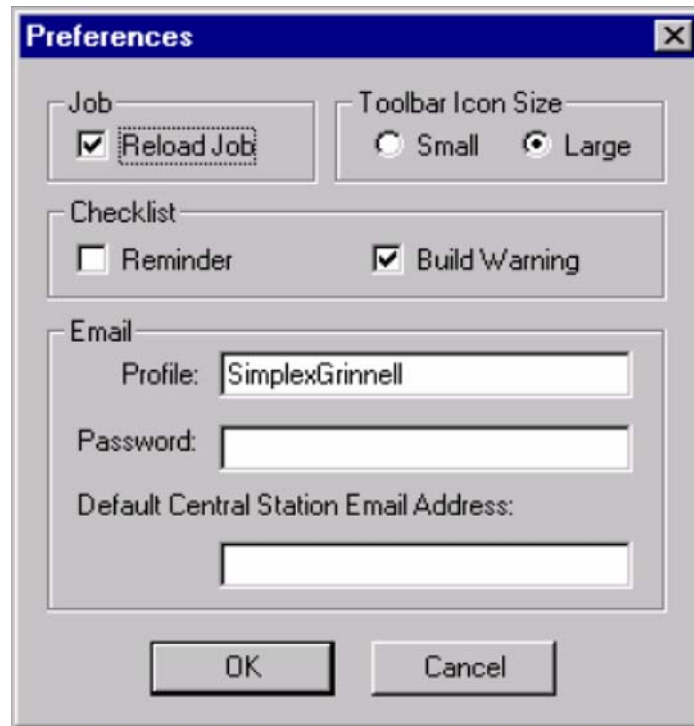 Preferences
Job
Toolbar Icon Size
Reload Job
Small
Large
Checklist
Reminder
Build Warning
Email
Profile: SimplexGrinnell
Password:
Default Central Station Email Address:
OK
Cancel